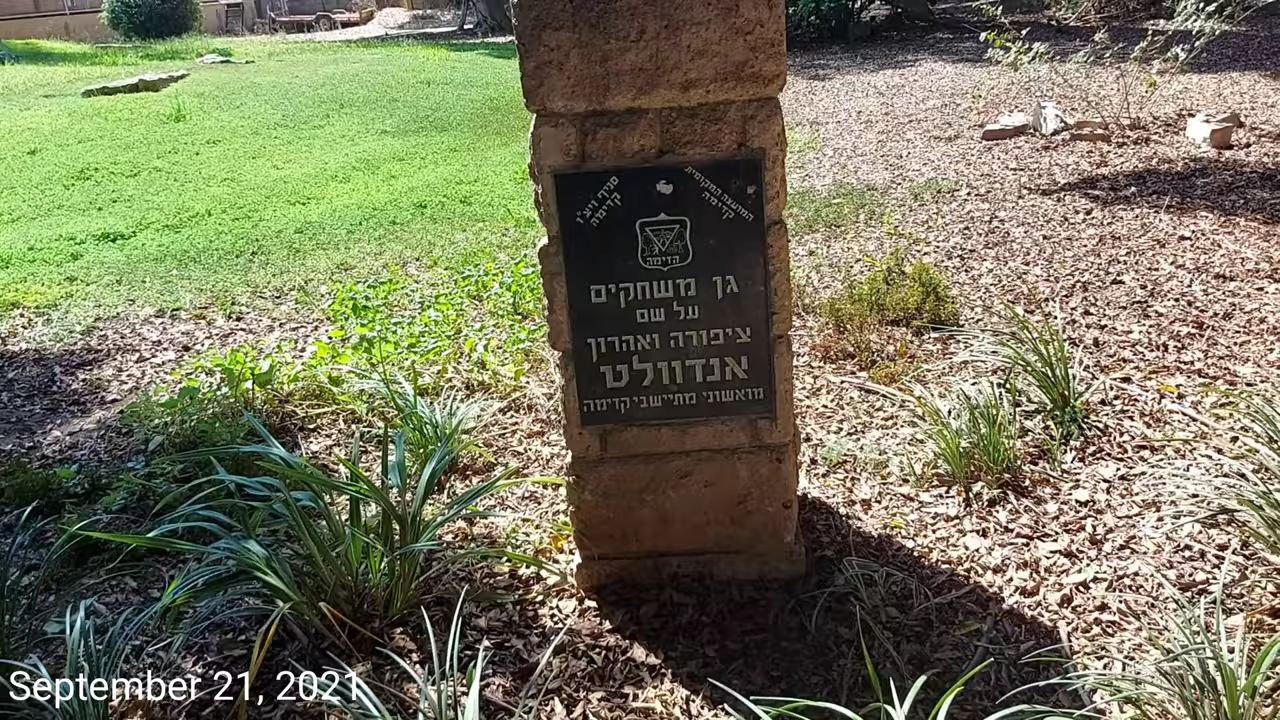 המועצה המקומית
קדימה
סניף ויצ"ו
קדימה
קדימה
גן משחקים
על שם
ציפורה ואהרון
אנדוולט
מראשוני מתיישבי קדימה
September 21, 2021